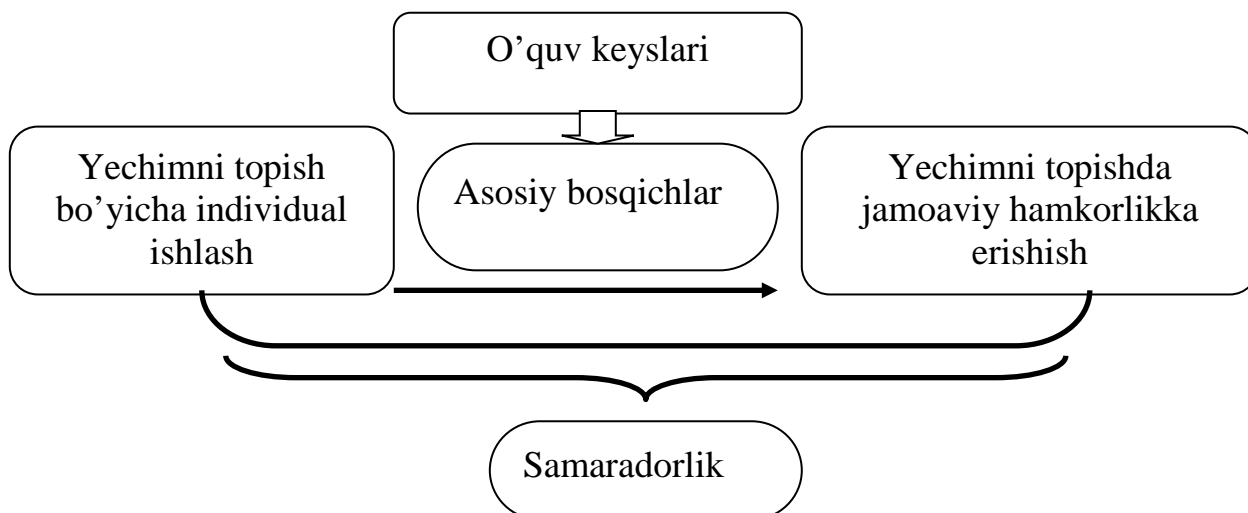 O’quv keyslari
Yechimni topish
bo’yicha individual
ishlash
Asosiy bosqichlar
Yechimni topishda
jamoaviy hamkorlikka
erishish
Samaradorlik